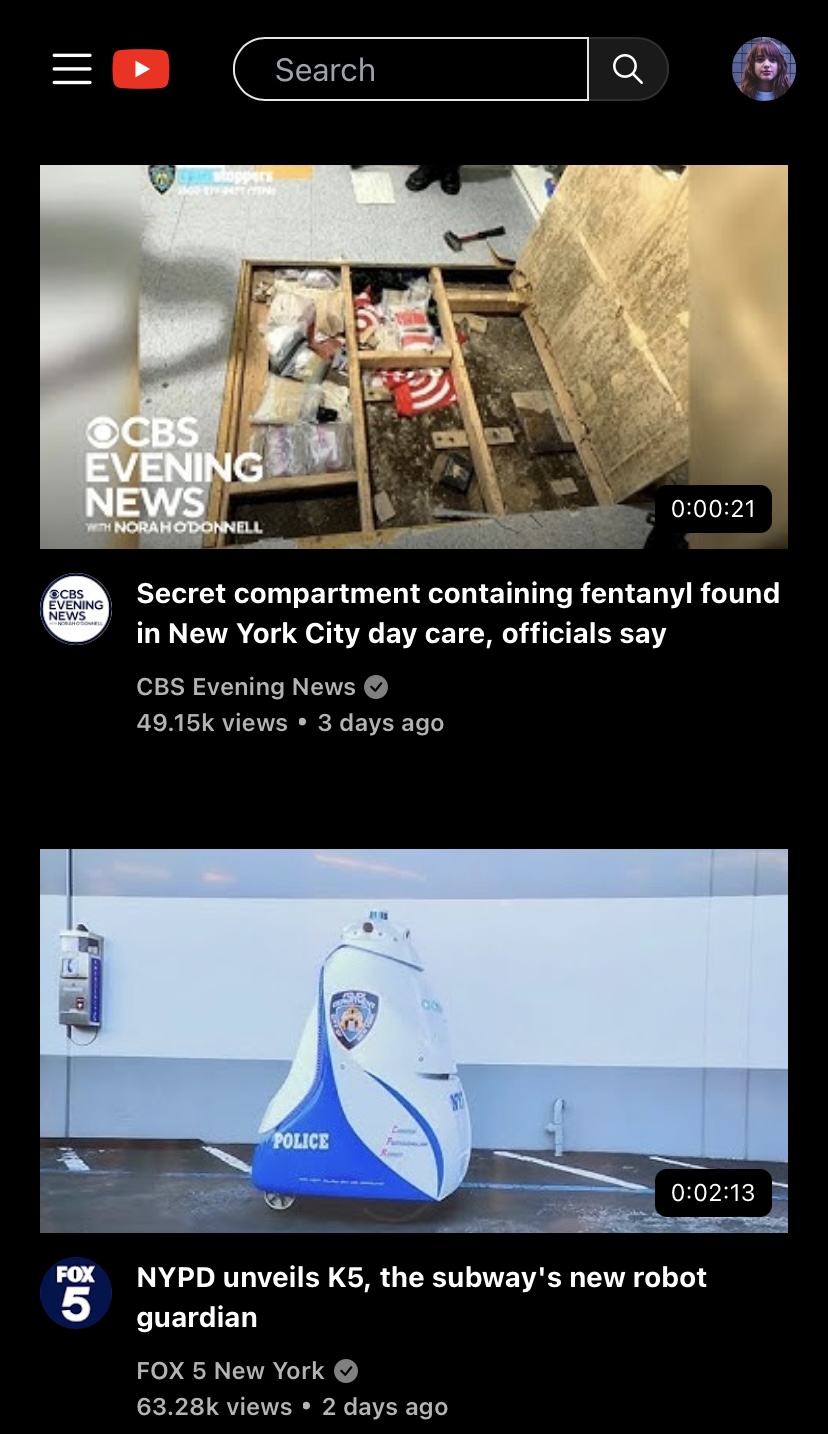 Search
stoppers
CBS
EVENING
NEWS
WITH NORAH O'DONNELL
0:00:21
CBS
EVENING
NEWS
Secret compartment containing fentanyl found
in New York City day care, officials say
CBS Evening News
49.15k views • 3 days ago
POLICE
NYP
0:02:13
FOX
5
NYPD unveils K5, the subway's new robot
guardian
FOX 5 New York
63.28k views • 2 days ago